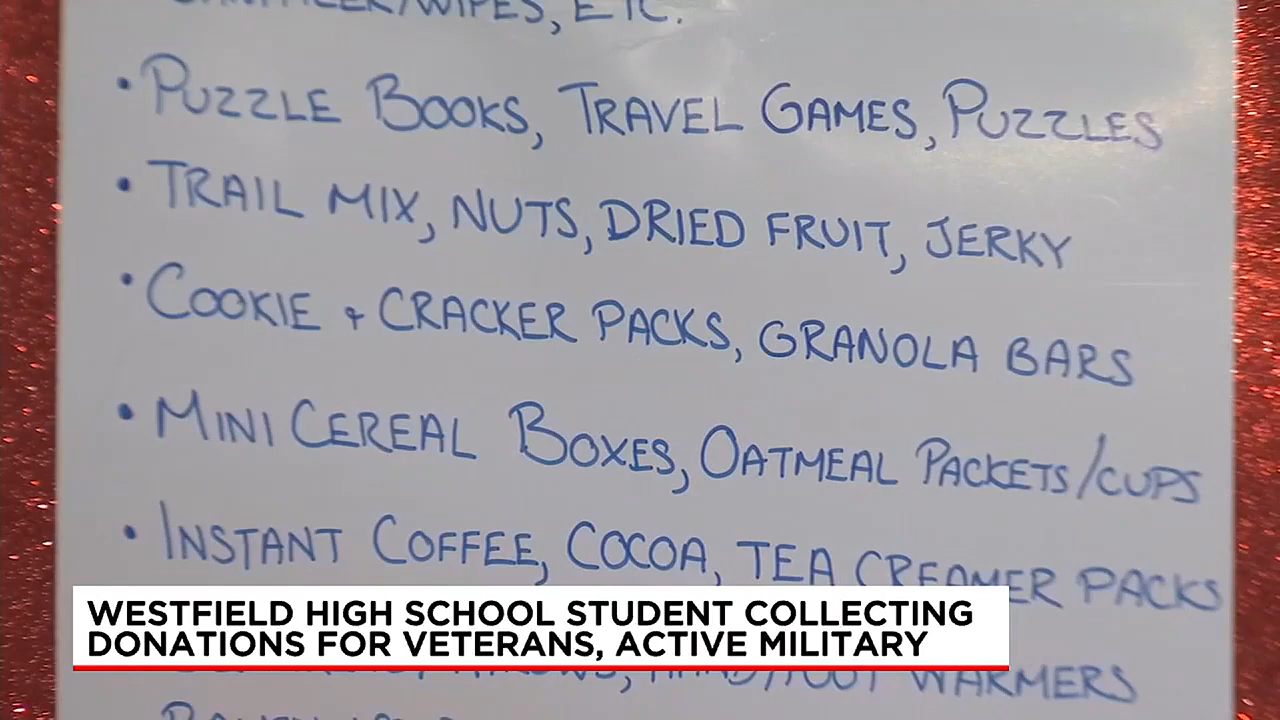 WIPES, ETC.
• PUZZLE BOOKS, TRAVEL GAMES, PUZZLES
• TRAIL MIX, NUTS, DRIED FRUIT, JERKY
• COOKIE + CRACKER PACKS, GRANOLA BARS
• MINI CEREAL BOXES, OATMEAL PACKETS/CUPS
• INSTANT COFFEE, COCOA, TEA CREAMER PACKS
WESTFIELD HIGH SCHOOL STUDENT COLLECTING
DONATIONS FOR VETERANS, ACTIVE MILITARY
WARMERS